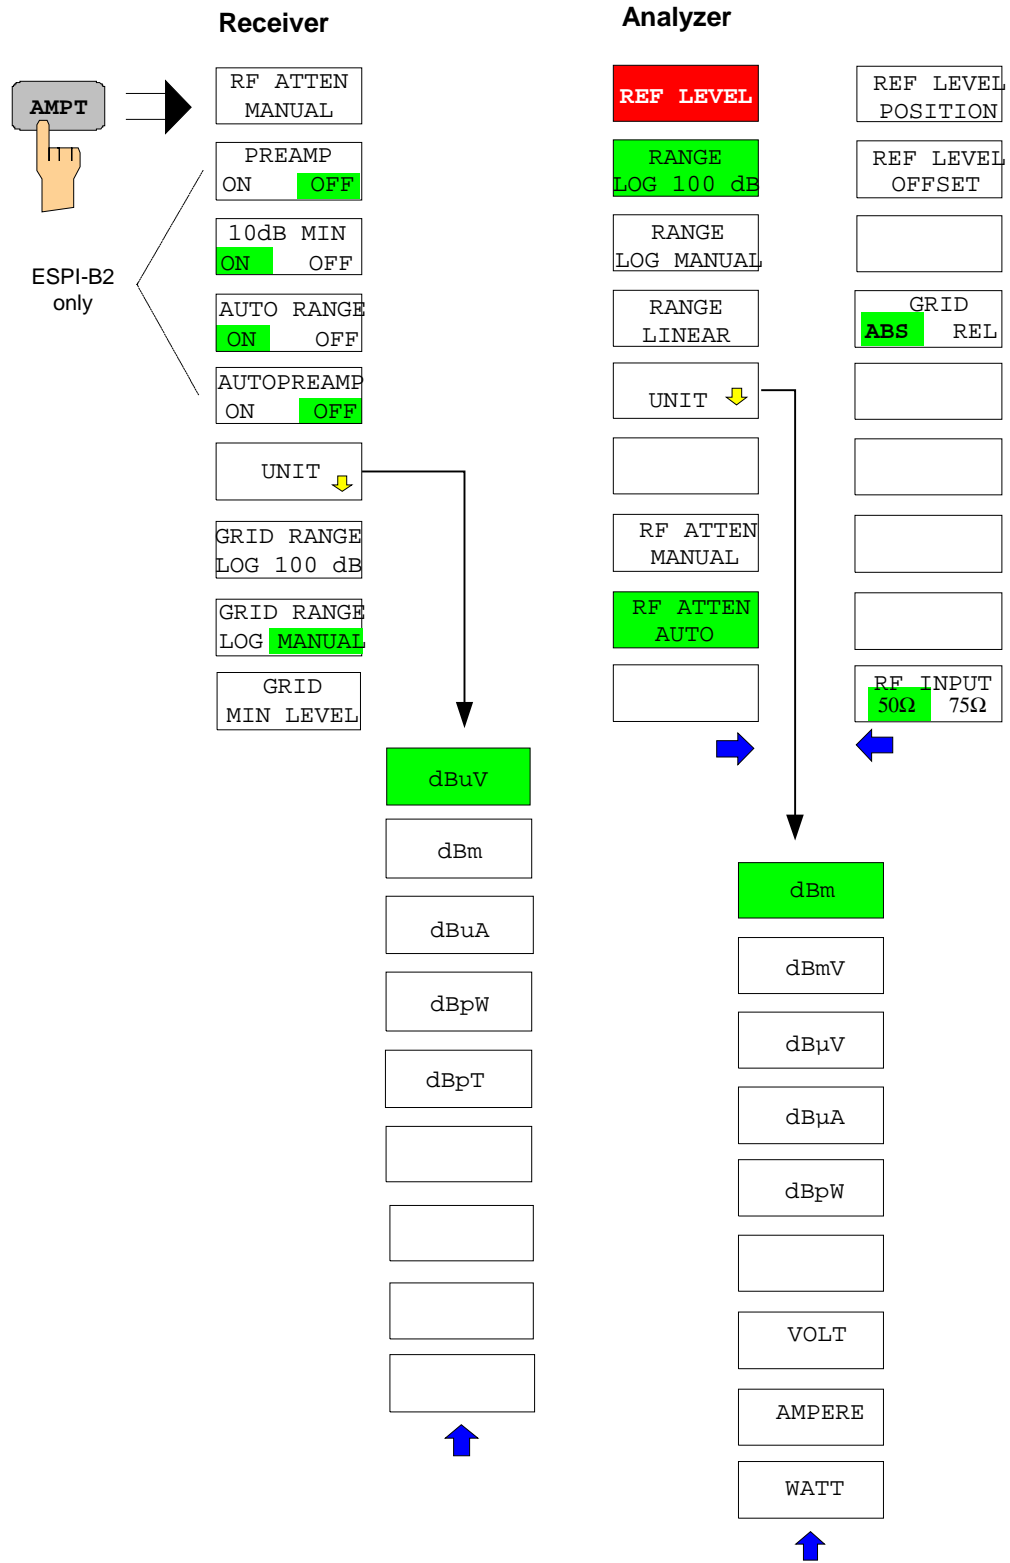 Receiver
AMPT
RF ATTEN
MANUAL
PREAMP
ON OFF
10dB MIN
ON OFF
AUTO RANGE
ON OFF
AUTOPREAMP
ON OFF
ESPI-B2
only
UNIT
GRID RANGE
LOG 100 dB
GRID RANGE
LOG MANUAL
GRID
MIN LEVEL
dBuV
dBm
dBuA
dBpW
dBpT
Analyzer
REF LEVEL
RANGE
LOG 100 dB
RANGE
LOG MANUAL
RANGE
LINEAR
UNIT
RF ATTEN
MANUAL
RF ATTEN
AUTO
REF LEVEL
POSITION
REF LEVEL
OFFSET
GRID
ABS REL
RF INPUT
50Ω 75Ω
dBm
dBmV
dBµV
dBµA
dBpW
VOLT
AMPERE
WATT